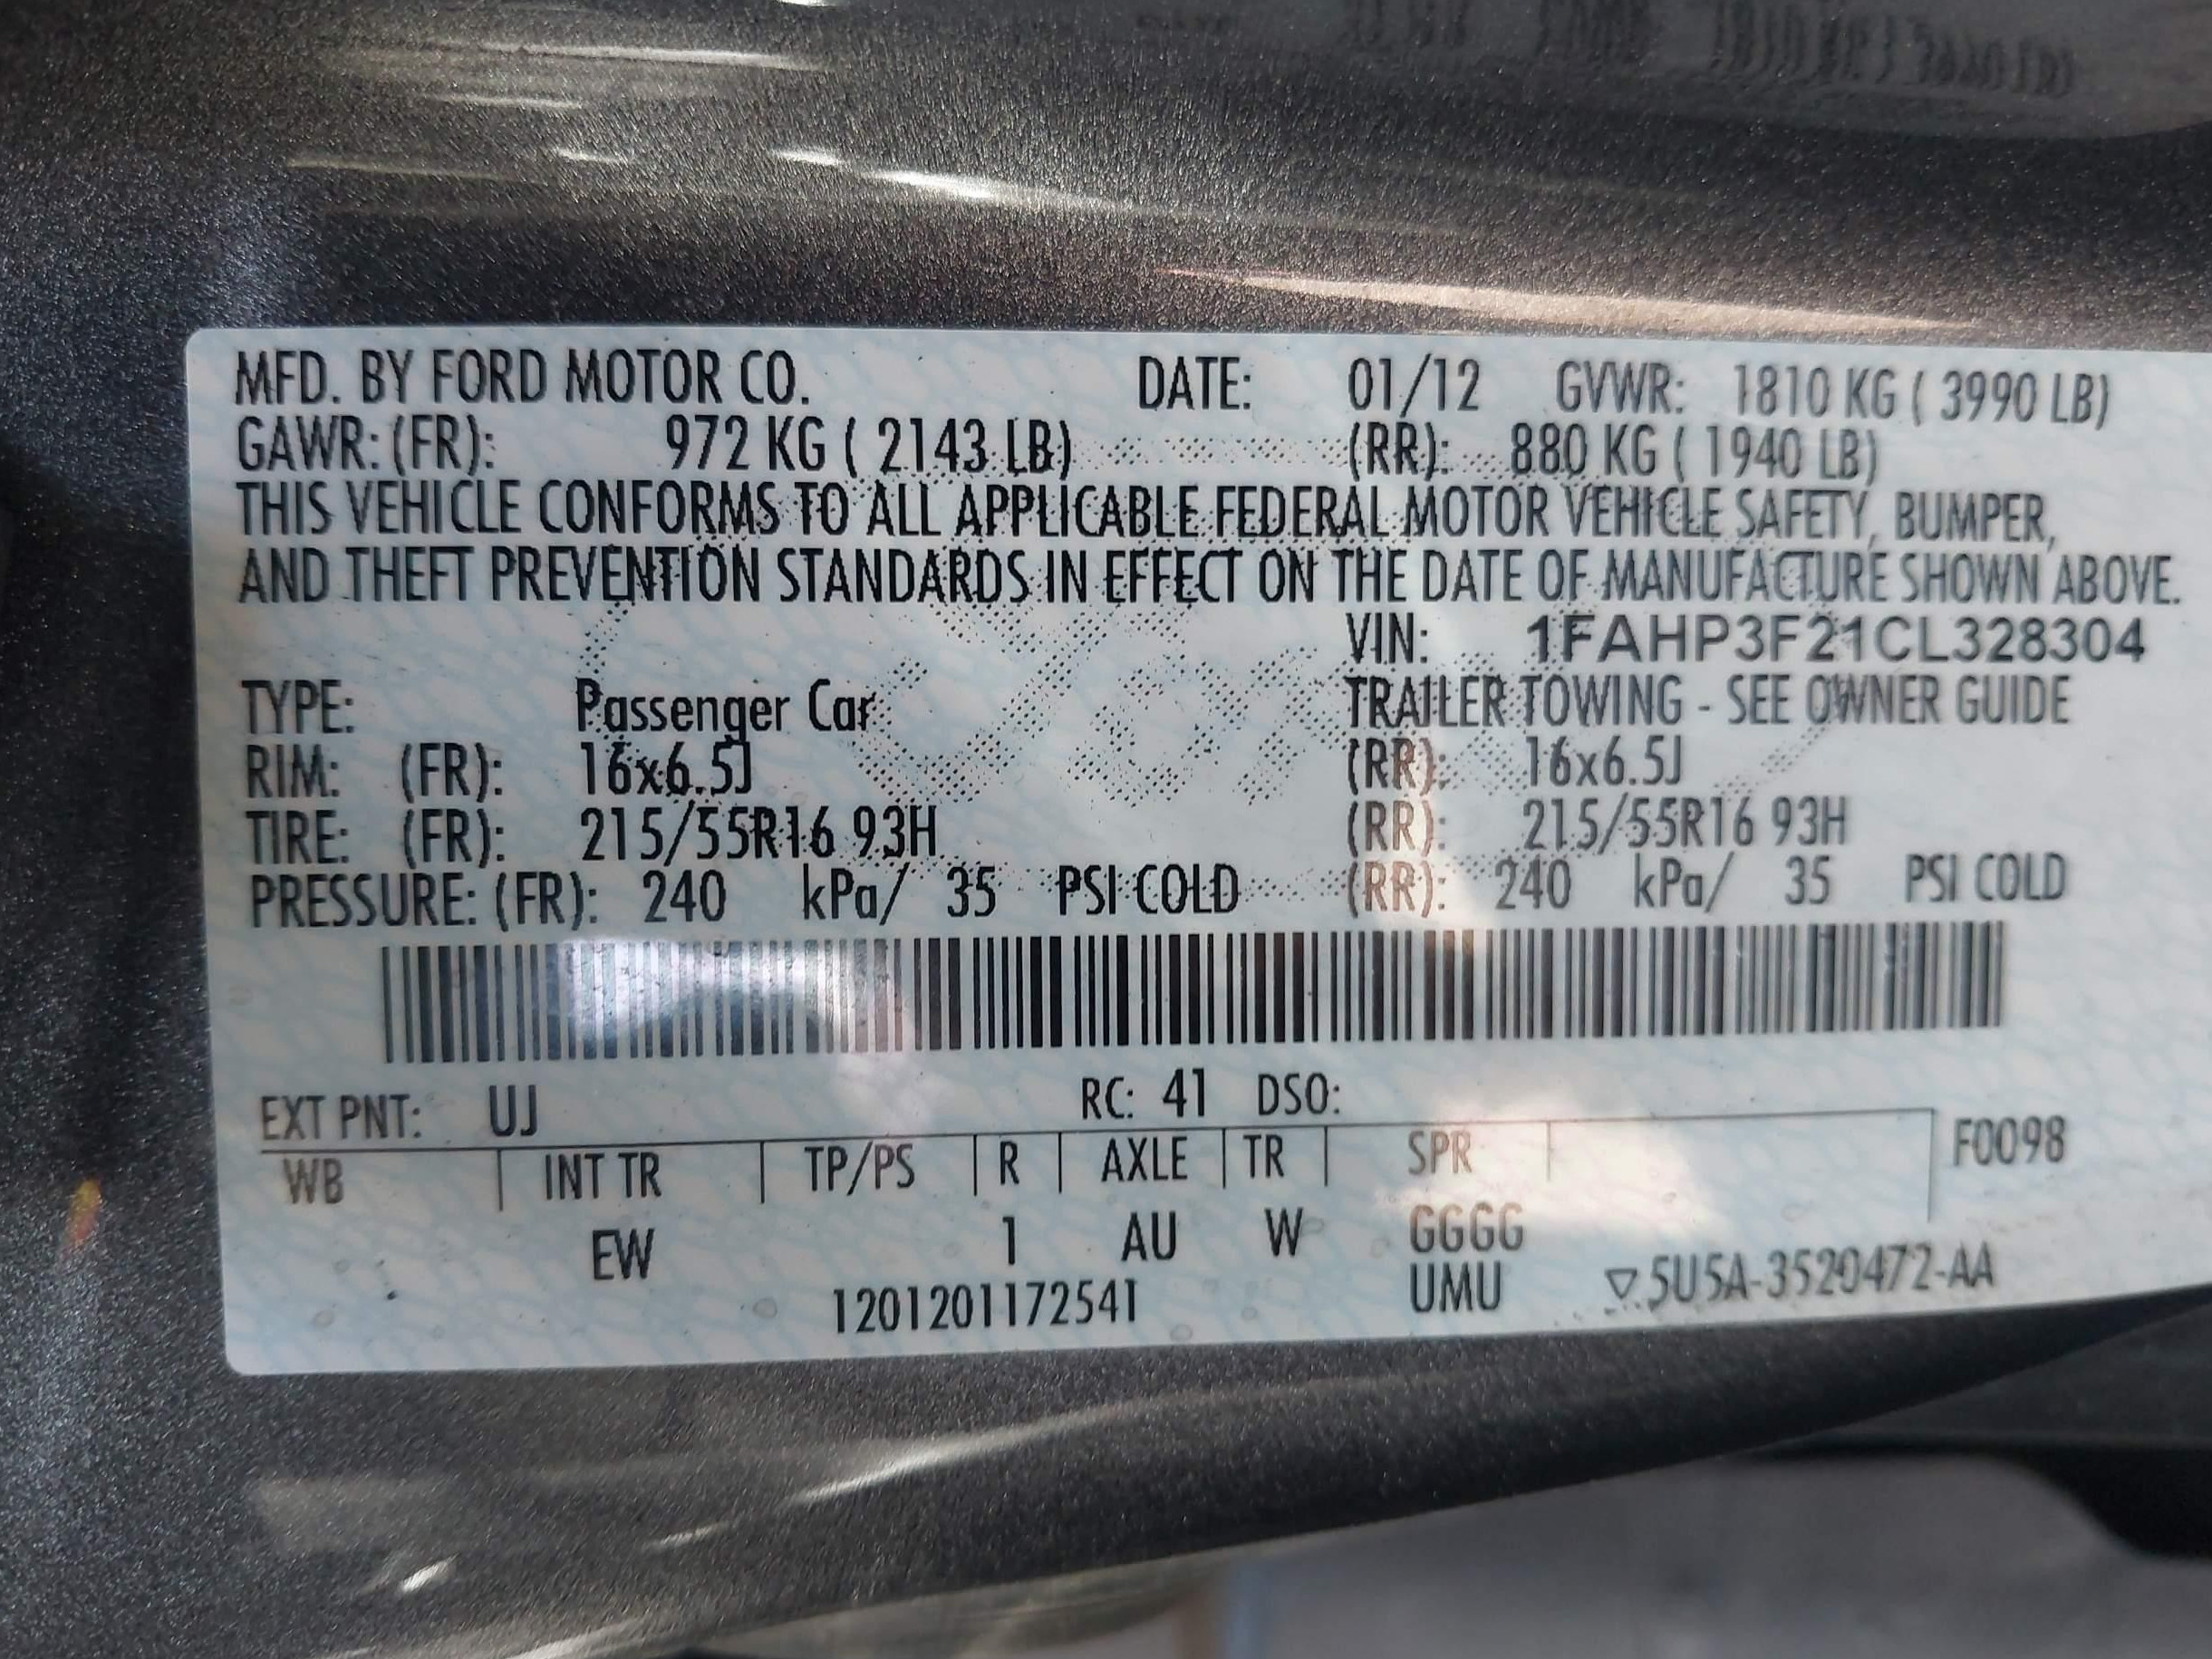 MFD. BY FORD MOTOR CO. DATE: 01/12 GVWR: 1810 KG ( 3990 LB)
GAWR: (FR): 972 KG ( 2143 LB) (RR): 880 KG ( 1940 LB)
THIS VEHICLE CONFORMS TO ALL APPLICABLE FEDERAL MOTOR VEHICLE SAFETY, BUMPER,
AND THEFT PREVENTION STANDARDS IN EFFECT ON THE DATE OF MANUFACTURE SHOWN ABOVE.
VIN: 1FAHP3F21CL328304
TYPE: Passenger Car TRAILER TOWING - SEE OWNER GUIDE
RIM: (FR): 16x6.5J (RR): 16x6.5J
TIRE: (FR): 215/55R16 93H (RR): 215/55R16 93H
PRESSURE: (FR): 240 kPa/ 35 PSI COLD (RR): 240 kPa/ 35 PSI COLD
EXT PNT: UJ RC: 41 DSO:
WB INT TR TP/PS R AXLE TR SPR F0098
EW 1 AU W GGGG
1201201172541 UMU ▽5U5A-3520472-AA